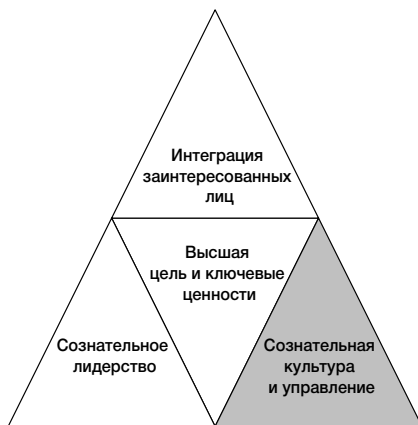 Интеграция
заинтересованных
лиц
Высшая
цель и ключевые
ценности
Сознательное
лидерство
Сознательная
культура
и управление